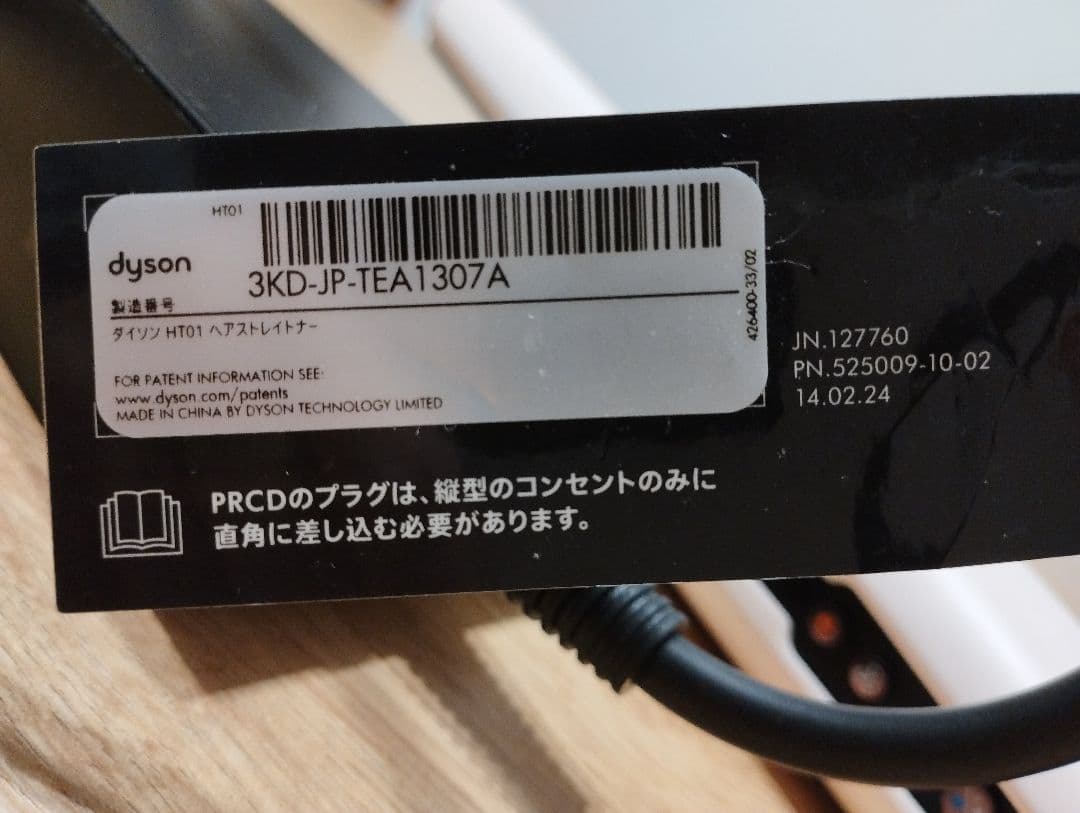 HT01
dyson
3KD-JP-TEA1307A
製造番号
ダイソン HT01 ヘアストレイトナー
FOR PATENT INFORMATION SEE:
www.dyson.com/patents
MADE IN CHINA BY DYSON TECHNOLOGY LIMITED
426400-33/02
JN.127760
PN.525009-10-02
14.02.24
PRCDのプラグは、縦型のコンセントのみに
直角に差し込む必要があります。